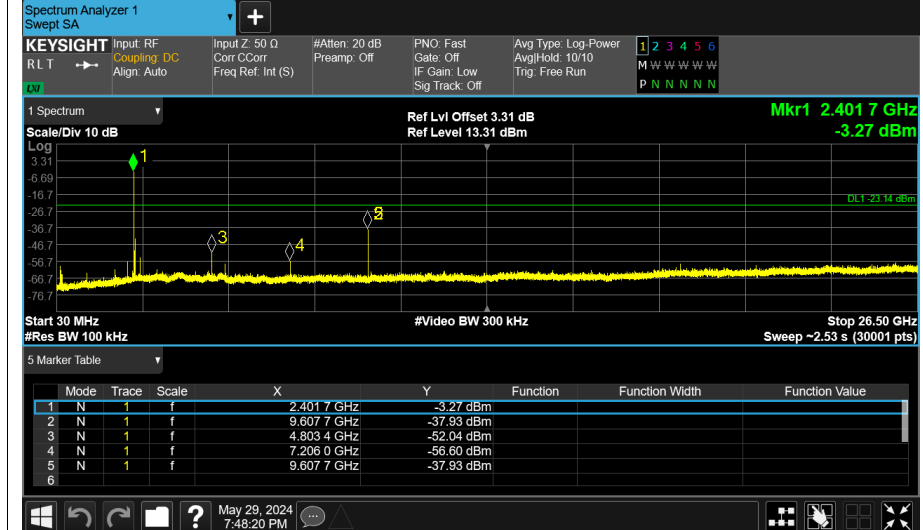 Spectrum Analyzer 1
Swept SA
+
KEYSIGHT
RLT
LXI
Input: RF
Coupling: DC
Align: Auto
Input Z: 50 Ω
Corr CCorr
Freq Ref: Int (S)
#Atten: 20 dB
Preamp: Off
PNO: Fast
Gate: Off
IF Gain: Low
Sig Track: Off
Avg Type: Log-Power
Avg|Hold: 10/10
Trig: Free Run
1 2 3 4 5 6
M W W W W W
P N N N N N
1 Spectrum
Scale/Div 10 dB
Ref Lvl Offset 3.31 dB
Ref Level 13.31 dBm
Mkr1 2.401 7 GHz
-3.27 dBm
Log
3.31
-6.69
-16.7
-26.7
-36.7
-46.7
-56.7
-66.7
-76.7
1
3
4
DL1 -23.14 dBm
Start 30 MHz
#Video BW 300 kHz
Stop 26.50 GHz
#Res BW 100 kHz
Sweep ~2.53 s (30001 pts)
5 Marker Table
Mode Trace Scale X Y Function Function Width Function Value
1 N 1 f 2.401 7 GHz -3.27 dBm
2 N 1 f 9.607 7 GHz -37.93 dBm
3 N 1 f 4.803 4 GHz -52.04 dBm
4 N 1 f 7.206 0 GHz -56.60 dBm
5 N 1 f 9.607 7 GHz -37.93 dBm
6
?
May 29, 2024
7:48:20 PM